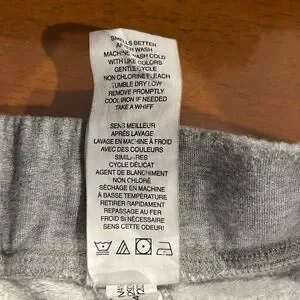 SMELLS BETTER
AFTER WASH
MACHINE WASH COLD
WITH LIKE COLORS
GENTLE CYCLE
NON CHLORINE BLEACH
TUMBLE DRY LOW
REMOVE PROMPTLY
COOL IRON IF NEEDED
TAKE A WHIFF
SENS MEILLEUR
APRÈS LAVAGE
LAVAGE EN MACHINE À FROID
AVEC DES COULEURS
SIMILAIRES
CYCLE DÉLICAT
AGENT DE BLANCHIMENT
NON CHLORÉ
SÉCHAGE EN MACHINE
À BASSE TEMPÉRATURE
RETIRER RAPIDAMENT
REPASSAGE AU FER
FROID SI NÉCESSAIRE
SENS CETTE ODEUR!